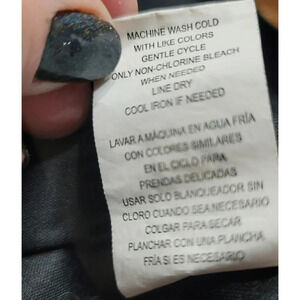 MACHINE WASH COLD
WITH LIKE COLORS
GENTLE CYCLE
ONLY NON-CHLORINE BLEACH
WHEN NEEDED
LINE DRY
COOL IRON IF NEEDED
LAVAR A MÁQUINA EN AGUA FRÍA
CON COLORES SIMILARES
EN EL CICLO PARA
PRENDAS DELICADAS
USAR SOLO BLANQUEADOR SIN
CLORO CUANDO SEA NECESARIO
COLGAR PARA SECAR
PLANCHAR CON UNA PLANCHA
FRÍA SI ES NECESARIO